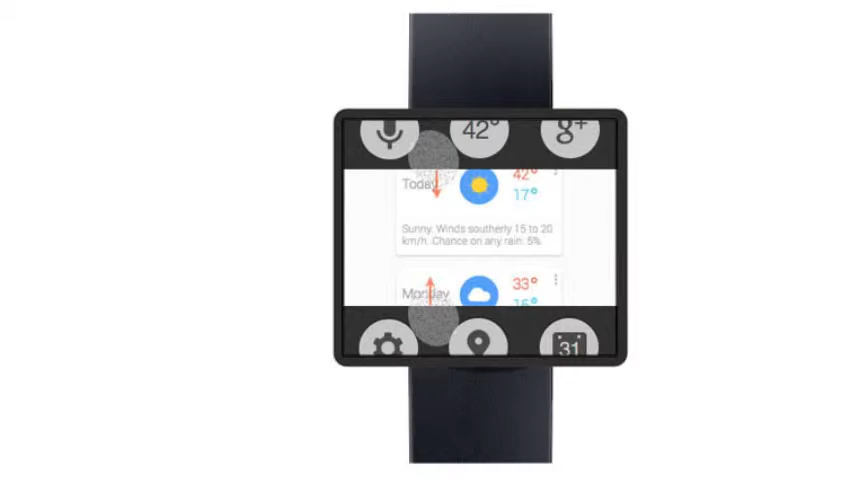 42°
g+
Today
42°
17°
Sunny. Winds southerly 15 to 20
km/h. Chance on any rain: 5%
Monday
33°
16°
31